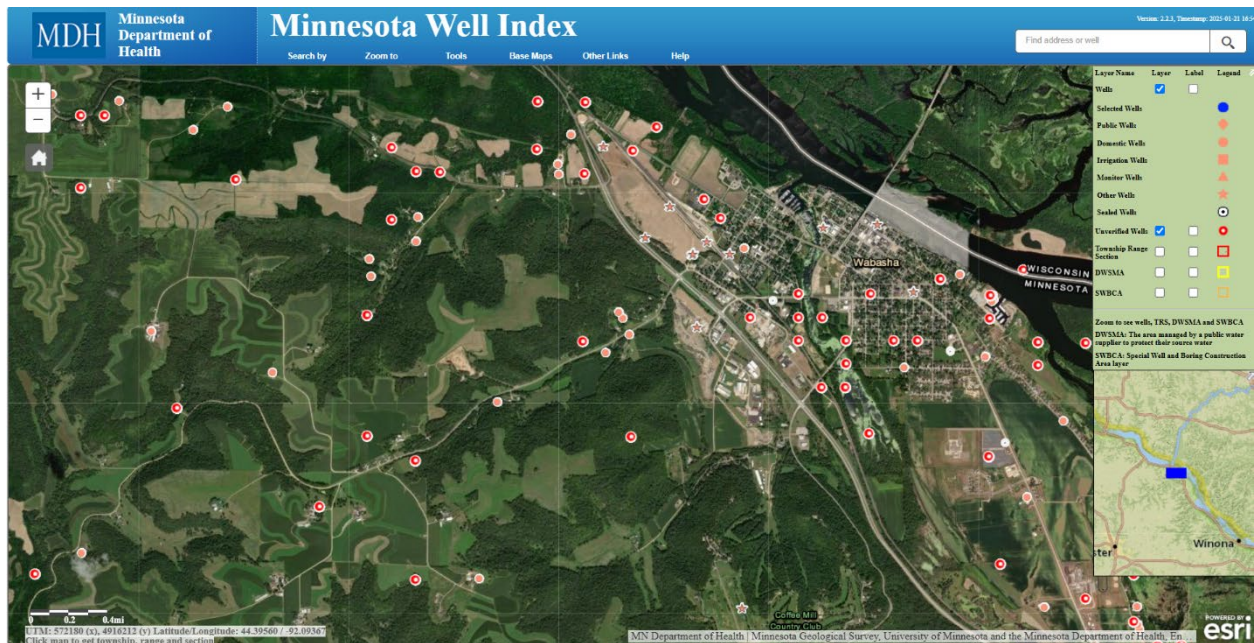 MDH
Minnesota
Department of
Health
Minnesota Well Index
Version: 2.2.3, Timestamp: 2025-01-21
Search by
Zoom to
Tools
Base Maps
Other Links
Help
Find address or well
+
−
Layer Name Layer Label Legend
Wells
Selected Wells
Public Wells
Domestic Wells
Irrigation Wells
Monitor Wells
Other Wells
Sealed Wells
Unverified Wells
Township Range
Section
DWSMA
SWBCA
Zoom to see wells, TRS, DWSMA and SWBCA
DWSMA: The area managed by a public water
supplier to protect their source water
SWBCA: Special Well and Boring Construction
Area layer
Wabasha
WISCONSIN
MINNESOTA
ster
Winona
Coffee Mill
Country Club
0 0.2 0.4mi
UTM: 572180 (x), 4916212 (y) Latitude/Longitude: 44.39560 / -92.09367
Click map to get township, range and section
MN Department of Health | Minnesota Geological Survey, University of Minnesota and the Minnesota Department of Health, En...
POWERED BY
esri